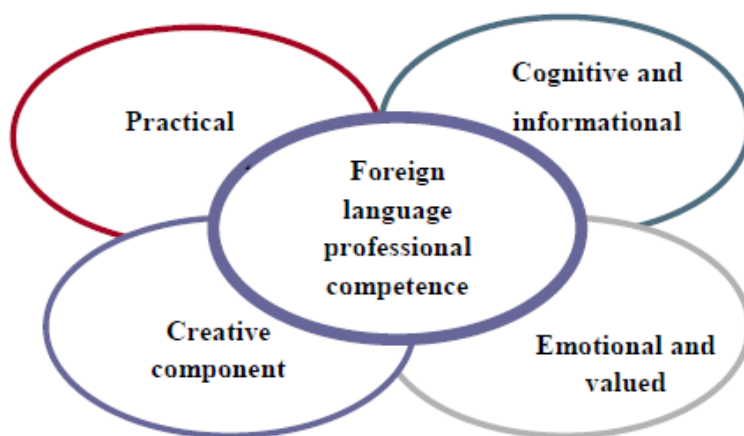 Practical
Cognitive and
informational
Foreign
language
professional
competence
Creative
component
Emotional and
valued